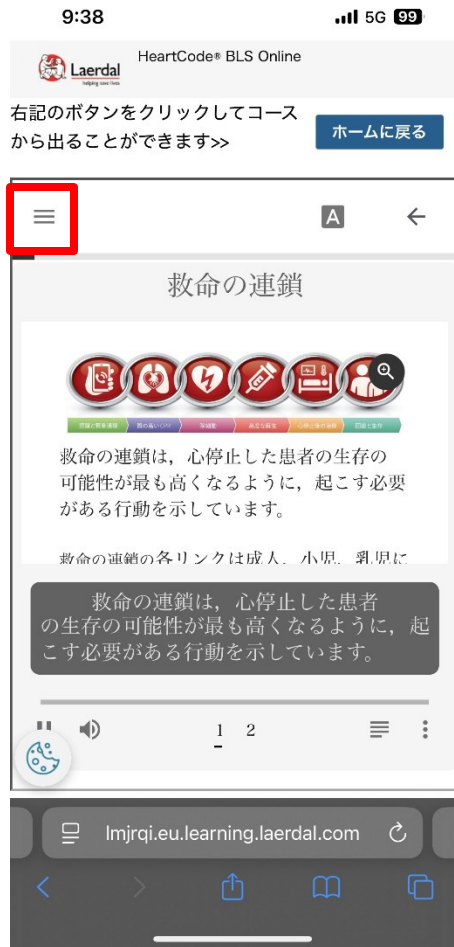 9:38
5G 99
Laerdal
helping save lives
HeartCode® BLS Online
右記のボタンをクリックしてコース
から出ることができます>>
ホームに戻る
A
救命の連鎖
救命の連鎖は，心停止した患者の生存の
可能性が最も高くなるように，起こす必要
がある行動を示しています。
救命の連鎖の各リンクは成人，小児，乳児に
救命の連鎖は，心停止した患者
の生存の可能性が最も高くなるように，起
こす必要がある行動を示しています。
1 2
lmjrqi.eu.learning.laerdal.com